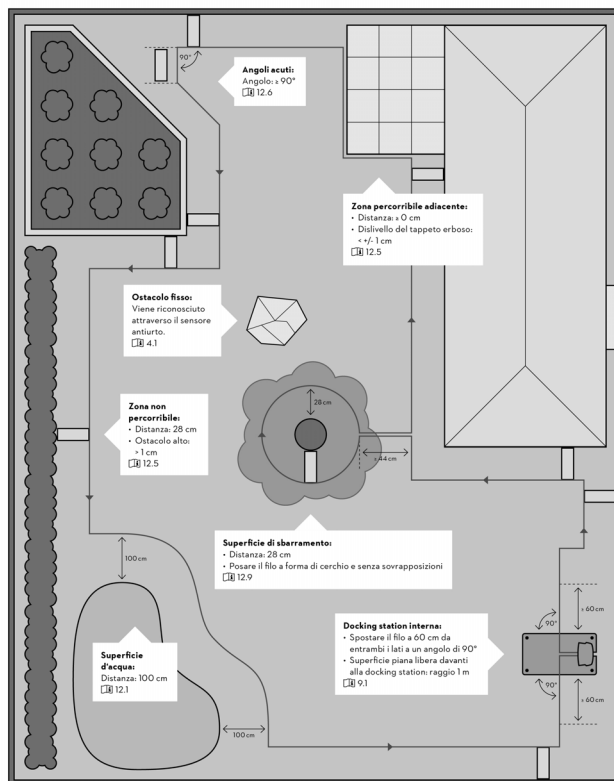 90°
Angoli acuti:
Angolo: ≥ 90°
12.6
Zona percorribile adiacente:
• Distanza: ≥ 0 cm
• Dislivello del tappeto erboso:
< +/- 1 cm
12.5
Ostacolo fisso:
Viene riconosciuto
attraverso il sensore
antiurto.
4.1
28 cm
Zona non
percorribile:
• Distanza: 28 cm
• Ostacolo alto:
> 1 cm
12.5
≥ 44 cm
Superficie di sbarramento:
• Distanza: 28 cm
• Posare il filo a forma di cerchio e senza sovrapposizioni
12.9
100 cm
Docking station interna:
• Spostare il filo a 60 cm da
entrambi i lati a un angolo di 90°
• Superficie piana libera davanti
alla docking station: raggio 1 m
9.1
≥ 60 cm
90°
90°
≥ 60 cm
Superficie
d'acqua:
Distanza: 100 cm
12.1
100 cm